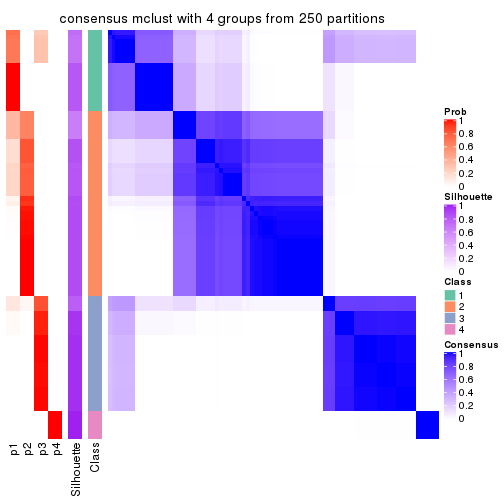 consensus mclust with 4 groups from 250 partitions
Prob
1
0.8
0.6
0.4
0.2
0
Silhouette
1
0.8
0.6
0.4
0.2
0
Class
1
2
3
4
Consensus
1
0.8
0.6
0.4
0.2
0
p1
p2
p3
p4
Silhouette
Class